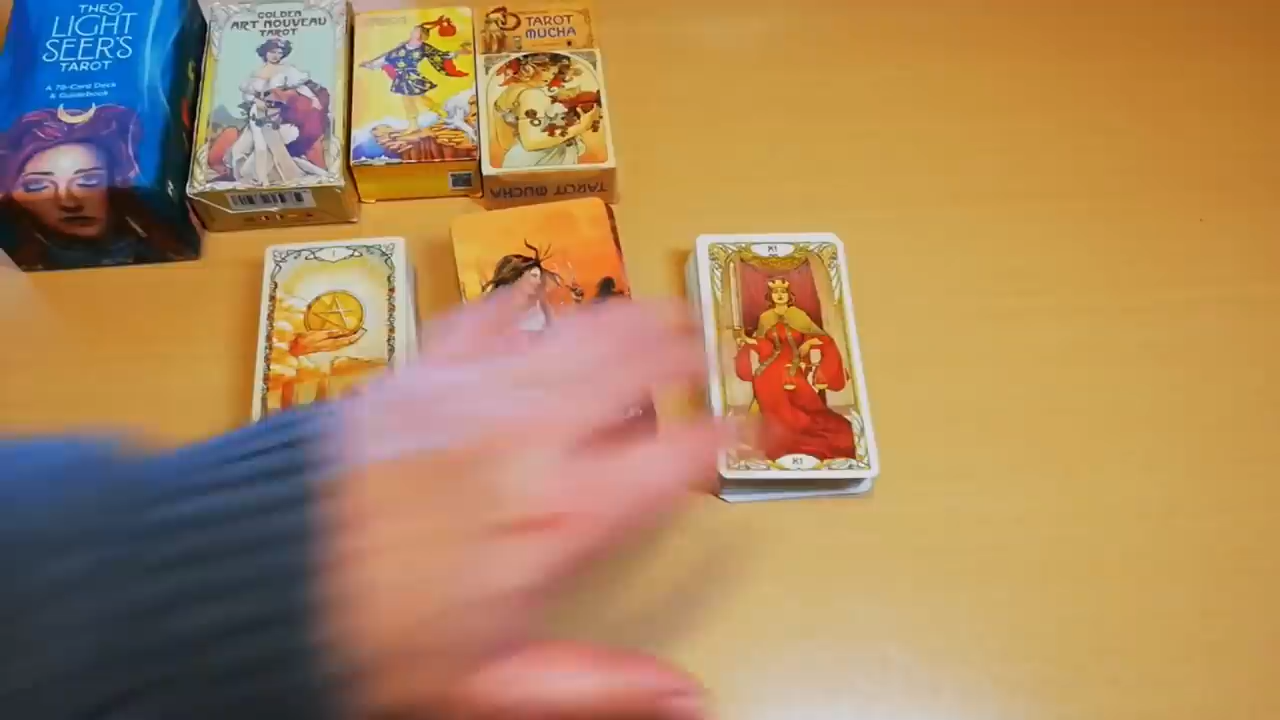 THE
LIGHT
SEER'S
TAROT
A 78-Card Deck
& Guidebook
GOLDEN
ART NOUVEAU
TAROT
TAROT
MUCHA
TAROT MUCHA
I
XI
XI